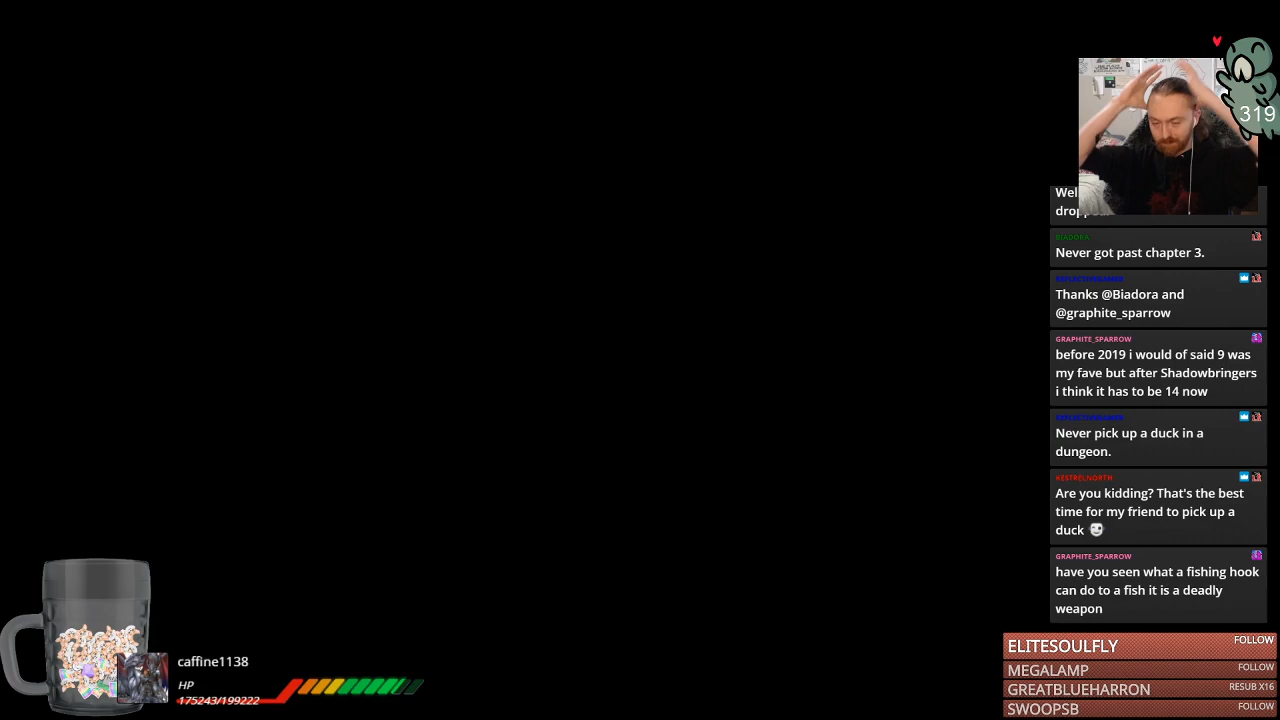 319
Wel
BIADORA
Never got past chapter 3.
Thanks @Biadora and
@graphite_sparrow
GRAPHITE_SPARROW
before 2019 i would of said 9 was
my fave but after Shadowbringers
i think it has to be 14 now
Never pick up a duck in a
dungeon.
KESTRELNORTH
Are you kidding? That's the best
time for my friend to pick up a
duck
GRAPHITE_SPARROW
have you seen what a fishing hook
can do to a fish it is a deadly
weapon
ELITESOULFLY FOLLOW
MEGALAMP FOLLOW
GREATBLUEHARRON RESUB X16
SWOOPSB FOLLOW
caffine1138
HP
175243/199222